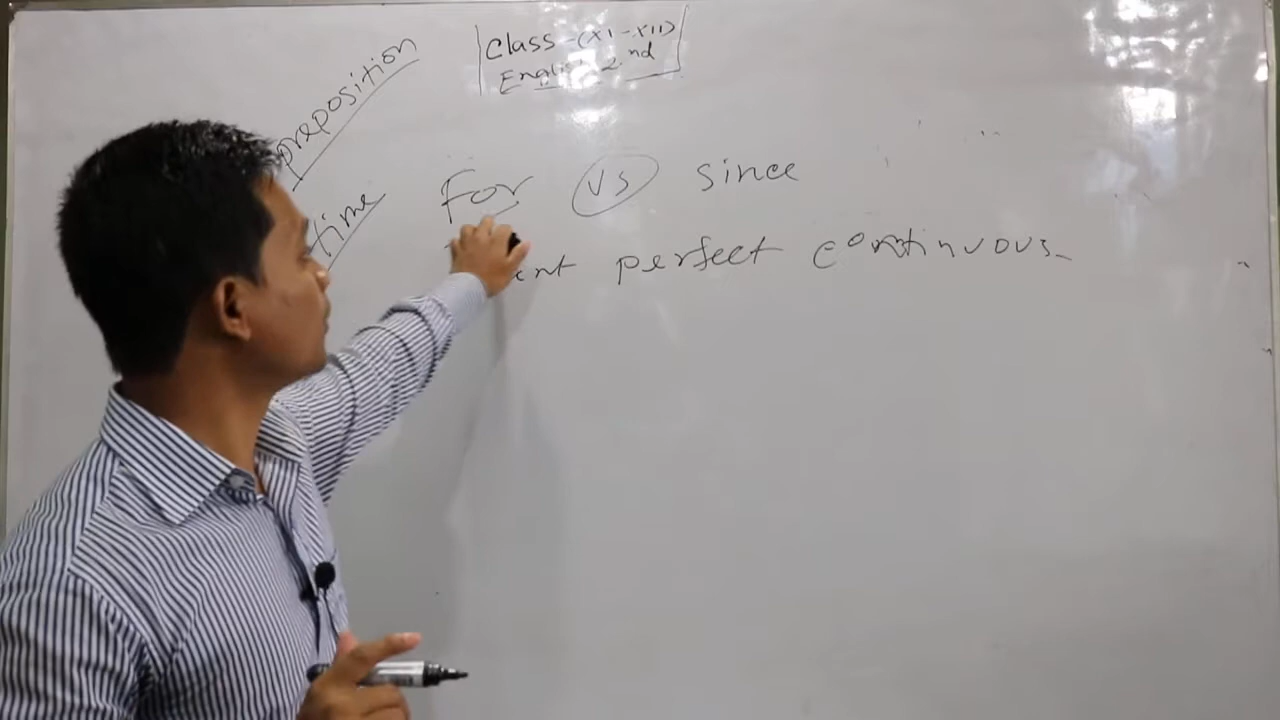 Class-(XI-XII)
English 2nd
preposition
time
For vs since
perfect continuous